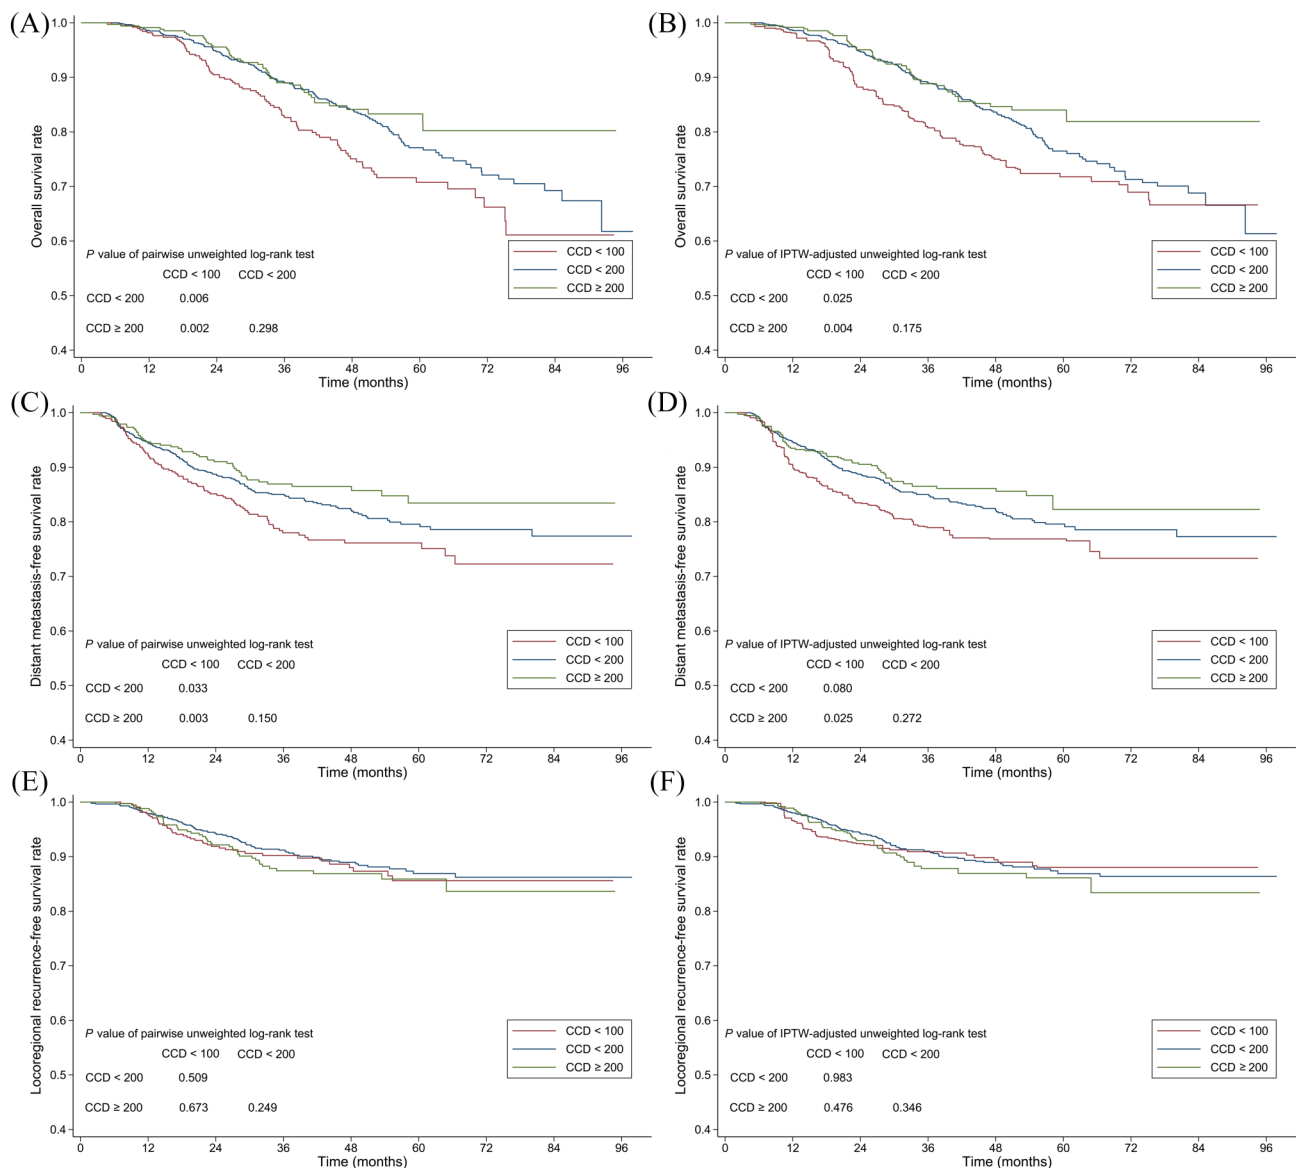 (A)
Overall survival rate
1.0
0.9
0.8
0.7
0.6
0.5
0.4
P value of pairwise unweighted log-rank test
CCD < 100 CCD < 200
CCD < 200 0.006
CCD ≥ 200 0.002 0.298
CCD < 100
CCD < 200
CCD ≥ 200
0 12 24 36 48 60 72 84 96
Time (months)
(B)
Overall survival rate
1.0
0.9
0.8
0.7
0.6
0.5
0.4
P value of IPTW-adjusted unweighted log-rank test
CCD < 100 CCD < 200
CCD < 200 0.025
CCD ≥ 200 0.004 0.175
CCD < 100
CCD < 200
CCD ≥ 200
0 12 24 36 48 60 72 84 96
Time (months)
(C)
Distant metastasis-free survival rate
1.0
0.9
0.8
0.7
0.6
0.5
0.4
P value of pairwise unweighted log-rank test
CCD < 100 CCD < 200
CCD < 200 0.033
CCD ≥ 200 0.003 0.150
CCD < 100
CCD < 200
CCD ≥ 200
0 12 24 36 48 60 72 84 96
Time (months)
(D)
Distant metastasis-free survival rate
1.0
0.9
0.8
0.7
0.6
0.5
0.4
P value of IPTW-adjusted unweighted log-rank test
CCD < 100 CCD < 200
CCD < 200 0.080
CCD ≥ 200 0.025 0.272
CCD < 100
CCD < 200
CCD ≥ 200
0 12 24 36 48 60 72 84 96
Time (months)
(E)
Locoregional recurrence-free survival rate
1.0
0.9
0.8
0.7
0.6
0.5
0.4
P value of pairwise unweighted log-rank test
CCD < 100 CCD < 200
CCD < 200 0.509
CCD ≥ 200 0.673 0.249
CCD < 100
CCD < 200
CCD ≥ 200
0 12 24 36 48 60 72 84 96
Time (months)
(F)
Locoregional recurrence-free survival rate
1.0
0.9
0.8
0.7
0.6
0.5
0.4
P value of IPTW-adjusted unweighted log-rank test
CCD < 100 CCD < 200
CCD < 200 0.983
CCD ≥ 200 0.476 0.346
CCD < 100
CCD < 200
CCD ≥ 200
0 12 24 36 48 60 72 84 96
Time (months)